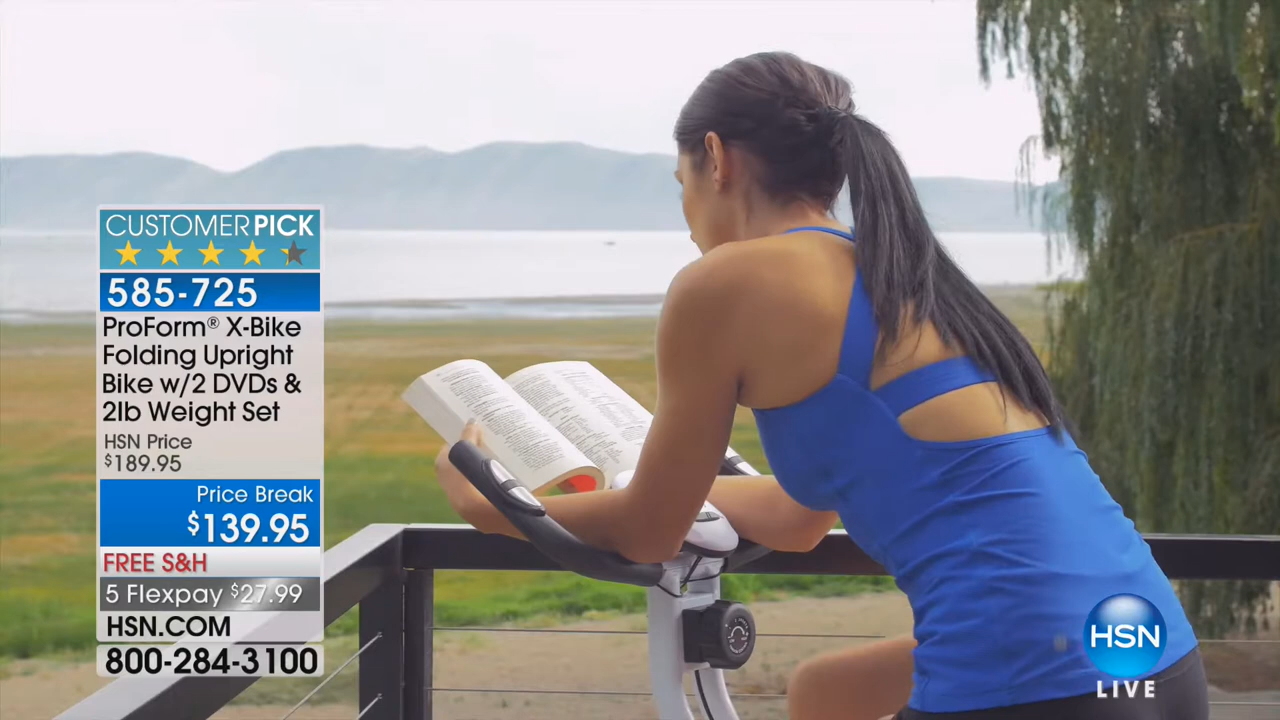 CUSTOMER PICK
585-725
ProForm® X-Bike
Folding Upright
Bike w/2 DVDs &
2lb Weight Set
HSN Price
$189.95
Price Break
$139.95
FREE S&H
5 Flexpay $27.99
HSN.COM
800-284-3100
HSN
LIVE